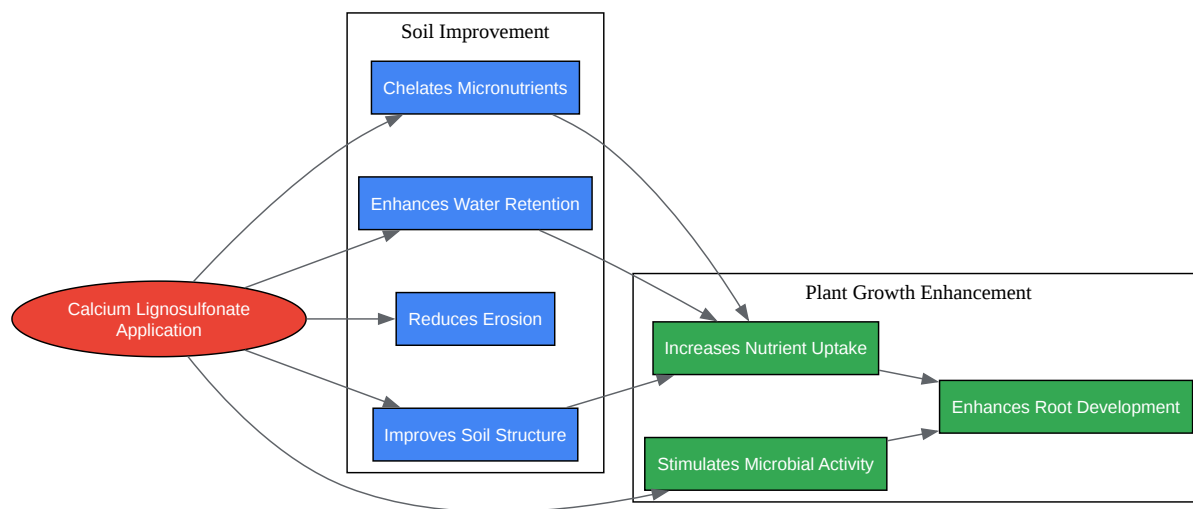 Soil Improvement
Chelates Micronutrients
Enhances Water Retention
Reduces Erosion
Improves Soil Structure
Calcium Lignosulfonate
Application
Plant Growth Enhancement
Increases Nutrient Uptake
Stimulates Microbial Activity
Enhances Root Development